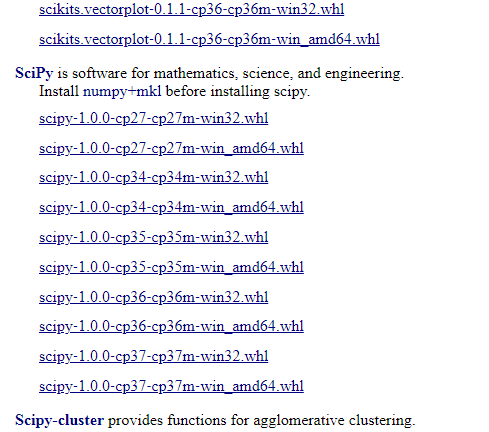 scikits.vectorplot-0.1.1-cp36-cp36m-win32.whl
scikits.vectorplot-0.1.1-cp36-cp36m-win_amd64.whl
SciPy is software for mathematics, science, and engineering.
Install numpy+mkl before installing scipy.
scipy-1.0.0-cp27-cp27m-win32.whl
scipy-1.0.0-cp27-cp27m-win_amd64.whl
scipy-1.0.0-cp34-cp34m-win32.whl
scipy-1.0.0-cp34-cp34m-win_amd64.whl
scipy-1.0.0-cp35-cp35m-win32.whl
scipy-1.0.0-cp35-cp35m-win_amd64.whl
scipy-1.0.0-cp36-cp36m-win32.whl
scipy-1.0.0-cp36-cp36m-win_amd64.whl
scipy-1.0.0-cp37-cp37m-win32.whl
scipy-1.0.0-cp37-cp37m-win_amd64.whl
Scipy-cluster provides functions for agglomerative clustering.